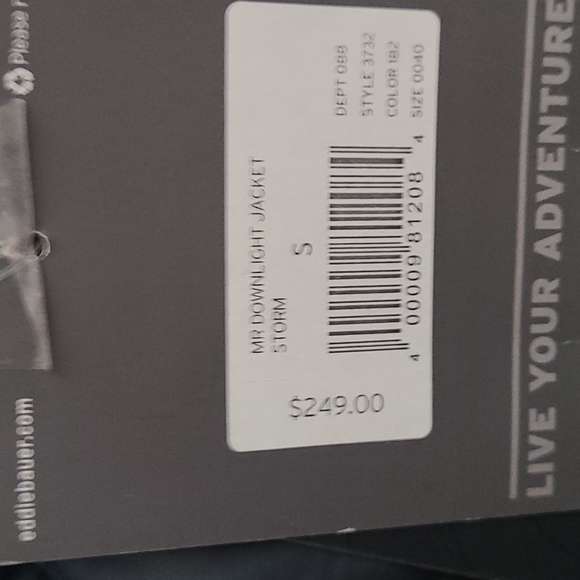 Please
DEPT 088
STYLE 3732
COLOR 182
SIZE 0040
MR DOWNLIGHT JACKET
STORM
S
4 00009 81208 4
$249.00
eddiebauer.com
LIVE YOUR ADVENTURE